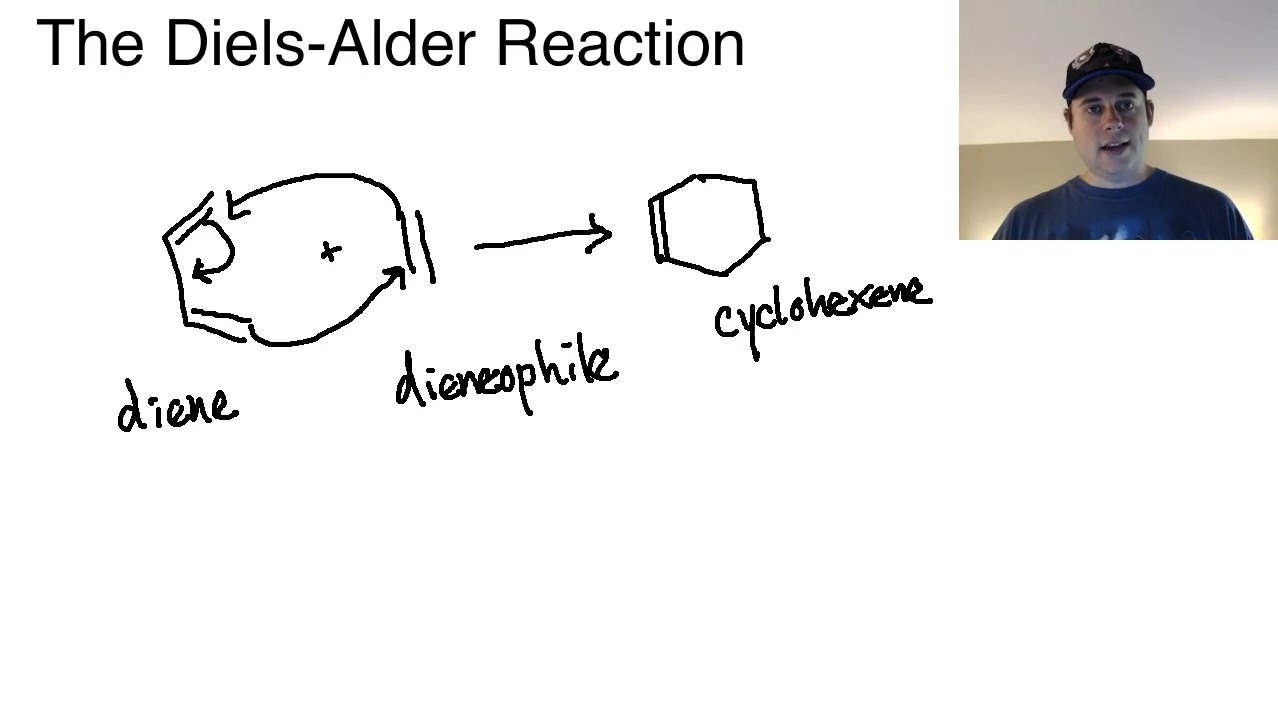 The Diels-Alder Reaction
+
diene
dieneophile
cyclohexene